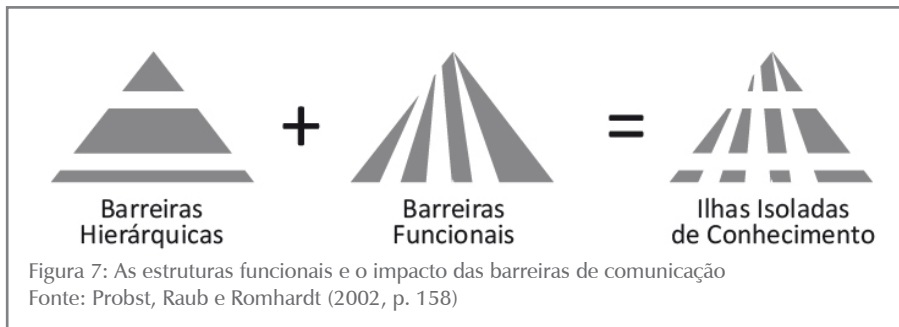 +
=
Barreiras
Hierárquicas
Barreiras
Funcionais
Ilhas Isoladas
de Conhecimento
Figura 7: As estruturas funcionais e o impacto das barreiras de comunicação
Fonte: Probst, Raub e Romhardt (2002, p. 158)